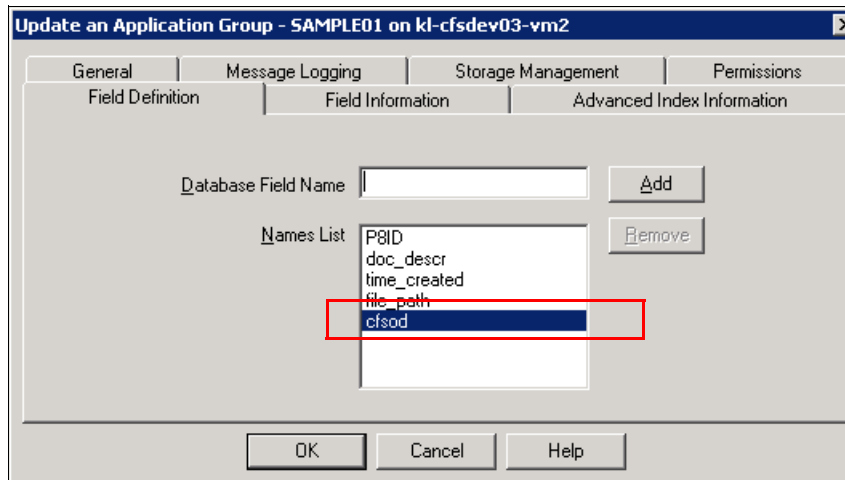 Update an Application Group - SAMPLE01 on kl-cfsdev03-vm2
General Message Logging Storage Management Permissions
Field Definition Field Information Advanced Index Information
Database Field Name Add
Names List P8ID Remove
doc_descr
time_created
file_path
cfsod
OK Cancel Help